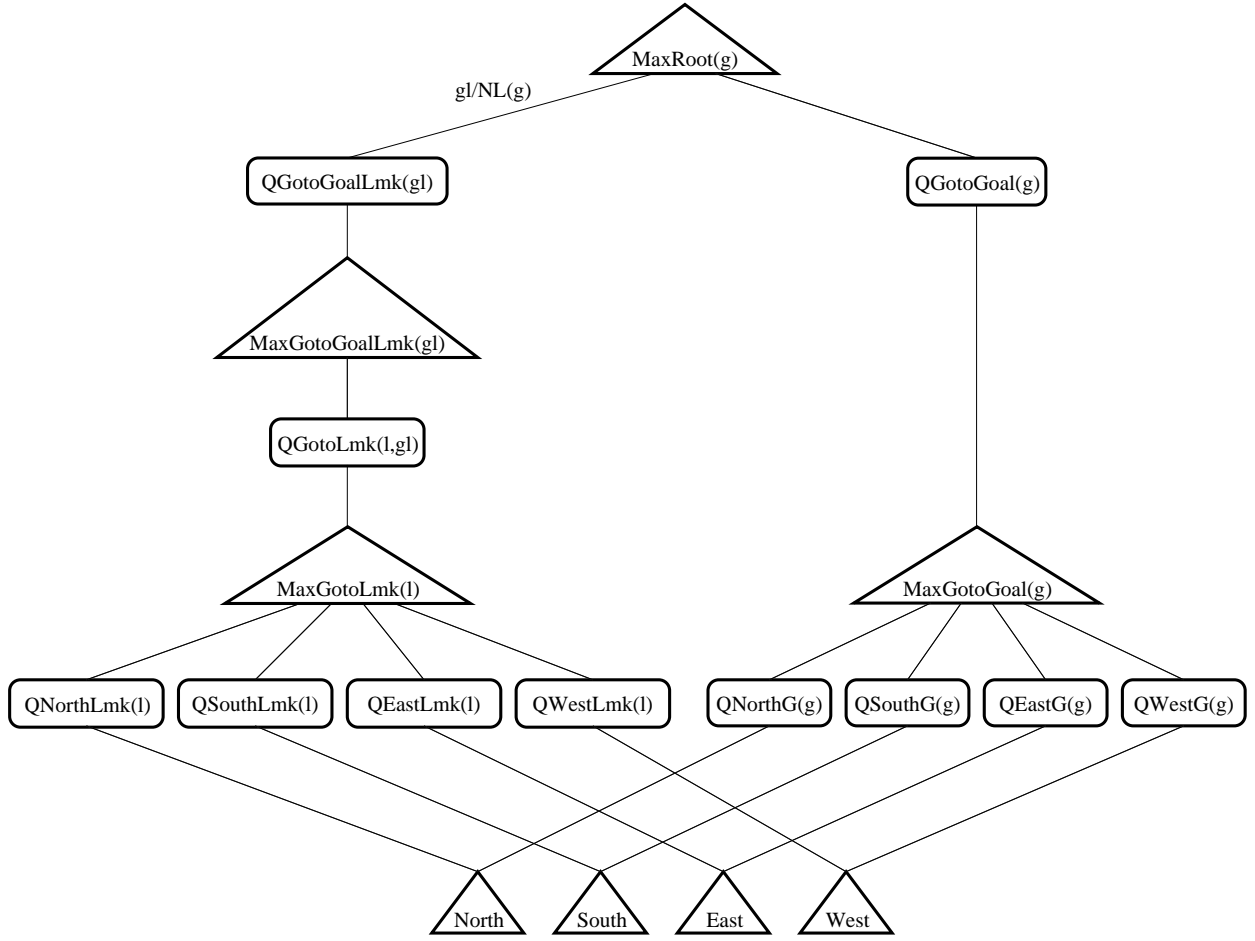 MaxRoot(g)
gl/NL(g)
QGotoGoalLmk(gl)
QGotoGoal(g)
MaxGotoGoalLmk(gl)
QGotoLmk(l,gl)
MaxGotoLmk(l)
MaxGotoGoal(g)
QNorthLmk(l)
QSouthLmk(l)
QEastLmk(l)
QWestLmk(l)
QNorthG(g)
QSouthG(g)
QEastG(g)
QWestG(g)
North
South
East
West